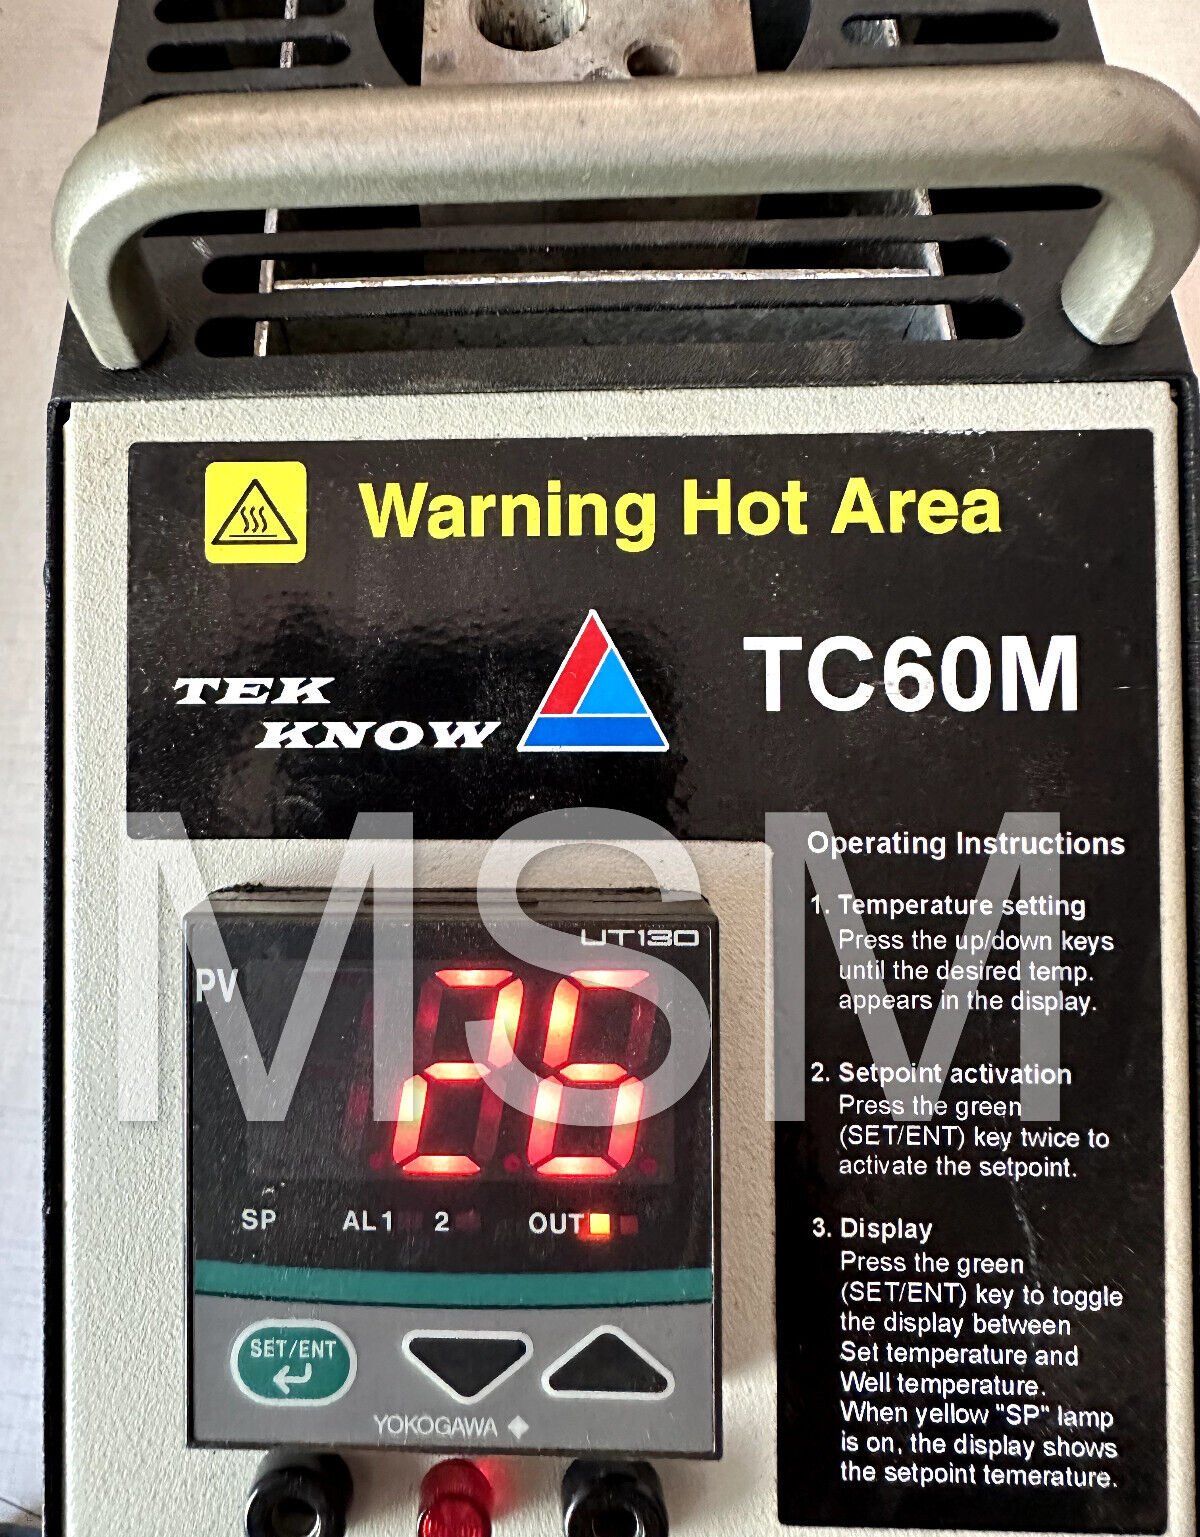 Warning Hot Area
TEK
KNOW
TC60M
MSM
Operating Instructions
1. Temperature setting
Press the up/down keys
until the desired temp.
appears in the display.
2. Setpoint activation
Press the green
(SET/ENT) key twice to
activate the setpoint.
3. Display
Press the green
(SET/ENT) key to toggle
the display between
Set temperature and
Well temperature.
When yellow "SP" lamp
is on, the display shows
the setpoint temerature.
UT130
PV
26
SP AL1 2 OUT
SET/ENT
YOKOGAWA